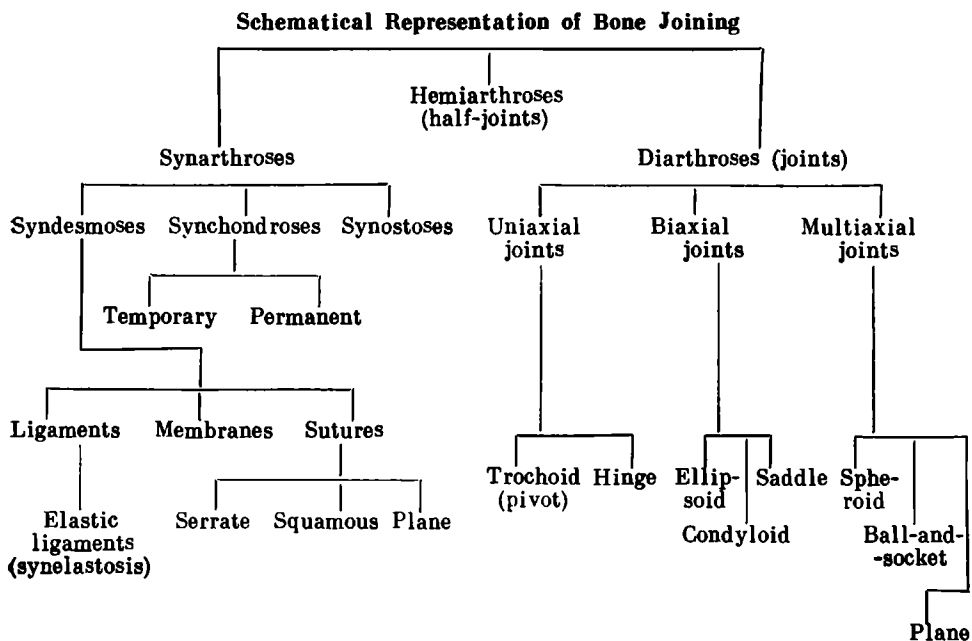 Schematical Representation of Bone Joining
Hemiarthroses
(half-joints)
Synarthroses
Diarthroses (joints)
Syndesmoses
Synchondroses
Synostoses
Uniaxial
joints
Biaxial
joints
Multiaxial
joints
Temporary
Permanent
Ligaments
Membranes
Sutures
Trochoid
(pivot)
Hinge
Ellip-
soid
Saddle
Sphe-
roid
Condyloid
Ball-and-
-socket
Elastic
ligaments
(synelastosis)
Serrate
Squamous
Plane
Plane